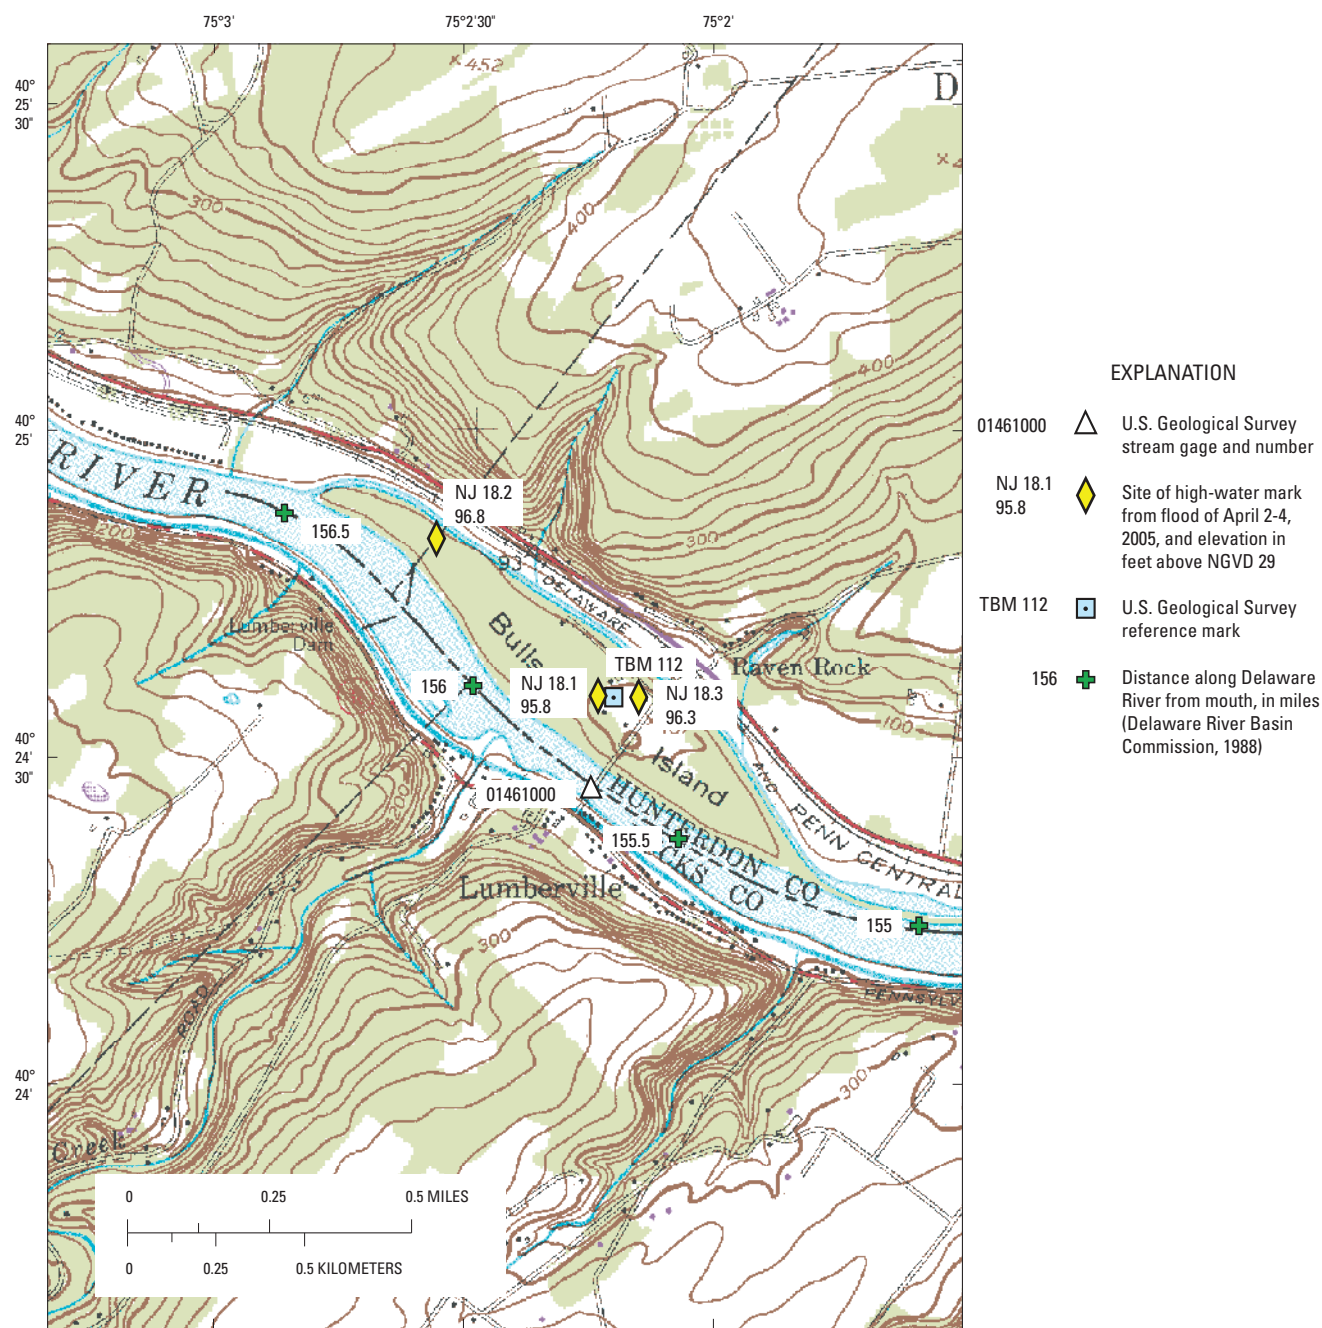 75°3'
75°2'30"
75°2'
40°
25'
30"
452
D
300
400
400
40°
25'
RIVER
NJ 18.2
96.8
156.5
200
93
300
DELAWARE
Lumberville
Dam
Bulls
TBM 112
Raven Rock
156
NJ 18.1
95.8
NJ 18.3
96.3
100
40°
24'
30"
Island
AND PENN CENTRAL
200
01461000
HUNTERDON CO
CKS CO
155.5
Lumberville
155
300
PENNSYLV
ROAD
40°
24'
300
Creek
0
0.25
0.5 MILES
0
0.25
0.5 KILOMETERS
EXPLANATION
01461000
U.S. Geological Survey
stream gage and number
NJ 18.1
95.8
Site of high-water mark
from flood of April 2-4,
2005, and elevation in
feet above NGVD 29
TBM 112
U.S. Geological Survey
reference mark
156
Distance along Delaware
River from mouth, in miles
(Delaware River Basin
Commission, 1988)